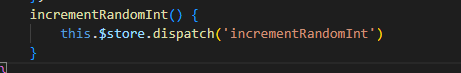 incrementRandomInt() {
this.$store.dispatch('incrementRandomInt')
}